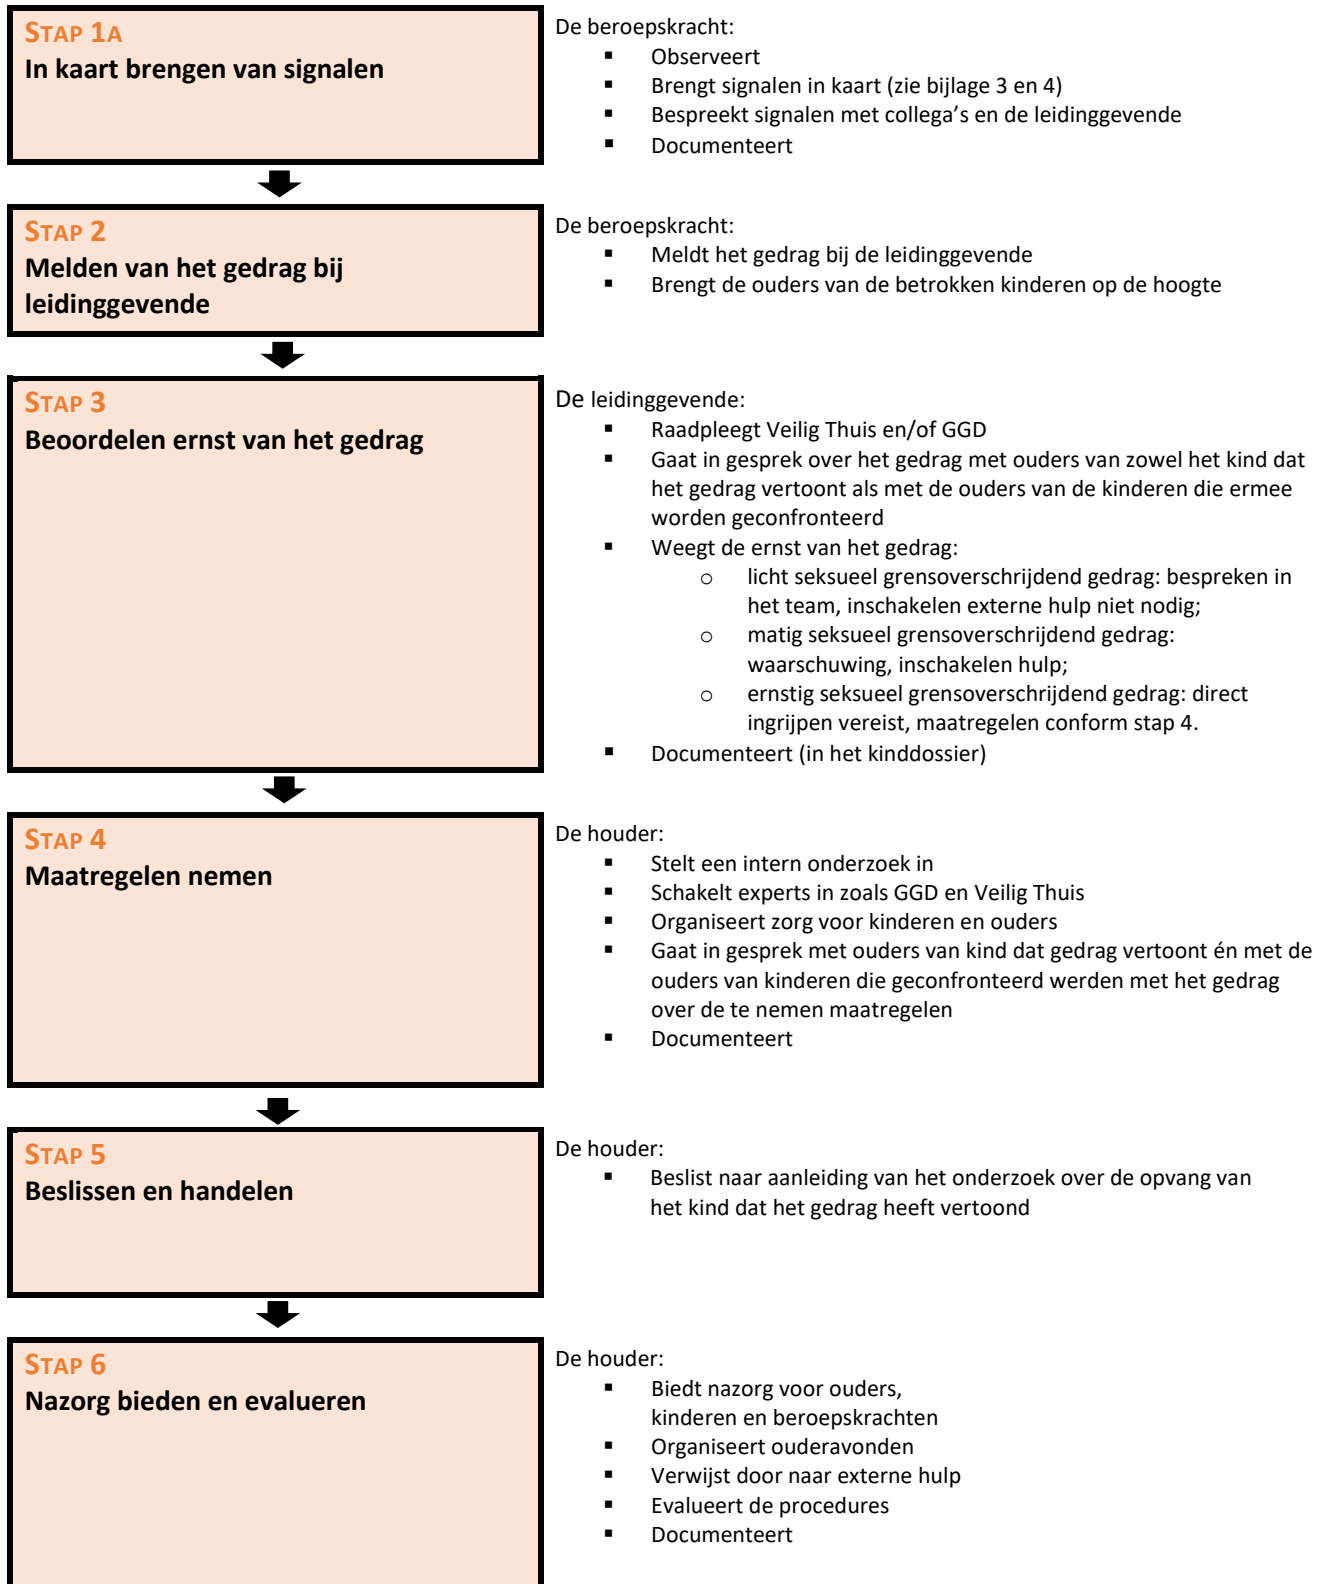 STAP 1A
In kaart brengen van signalen
De beroepskracht:
▪ Observeert
▪ Brengt signalen in kaart (zie bijlage 3 en 4)
▪ Bespreekt signalen met collega’s en de leidinggevende
▪ Documenteert
STAP 2
Melden van het gedrag bij
leidinggevende
De beroepskracht:
▪ Meldt het gedrag bij de leidinggevende
▪ Brengt de ouders van de betrokken kinderen op de hoogte
STAP 3
Beoordelen ernst van het gedrag
De leidinggevende:
▪ Raadpleegt Veilig Thuis en/of GGD
▪ Gaat in gesprek over het gedrag met ouders van zowel het kind dat
het gedrag vertoont als met de ouders van de kinderen die ermee
worden geconfronteerd
▪ Weegt de ernst van het gedrag:
o licht seksueel grensoverschrijdend gedrag: bespreken in
het team, inschakelen externe hulp niet nodig;
o matig seksueel grensoverschrijdend gedrag:
waarschuwing, inschakelen hulp;
o ernstig seksueel grensoverschrijdend gedrag: direct
ingrijpen vereist, maatregelen conform stap 4.
▪ Documenteert (in het kinddossier)
STAP 4
Maatregelen nemen
De houder:
▪ Stelt een intern onderzoek in
▪ Schakelt experts in zoals GGD en Veilig Thuis
▪ Organiseert zorg voor kinderen en ouders
▪ Gaat in gesprek met ouders van kind dat gedrag vertoont én met de
ouders van kinderen die geconfronteerd werden met het gedrag
over de te nemen maatregelen
▪ Documenteert
STAP 5
Beslissen en handelen
De houder:
▪ Beslist naar aanleiding van het onderzoek over de opvang van
het kind dat het gedrag heeft vertoond
STAP 6
Nazorg bieden en evalueren
De houder:
▪ Biedt nazorg voor ouders,
kinderen en beroepskrachten
▪ Organiseert ouderavonden
▪ Verwijst door naar externe hulp
▪ Evalueert de procedures
▪ Documenteert